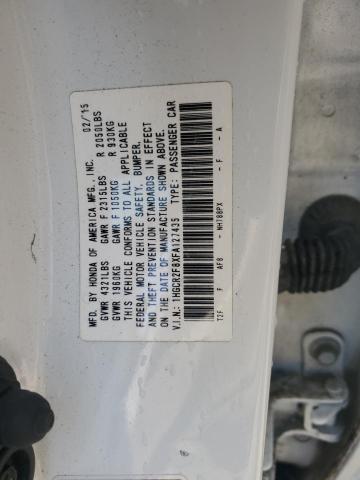 MFD. BY HONDA OF AMERICA MFG., INC. 02/15
GVWR 4321LBS GAWR F 2315LBS R 2050LBS
GVWR 1960KG GAWR F 1050KG R 930KG
THIS VEHICLE CONFORMS TO ALL APPLICABLE
FEDERAL MOTOR VEHICLE SAFETY, BUMPER,
AND THEFT PREVENTION STANDARDS IN EFFECT
ON THE DATE OF MANUFACTURE SHOWN ABOVE.
V.I.N.: 1HGCR2F8XFA127435 TYPE: PASSENGER CAR
T2F F AF8 - NH788PX - F - A